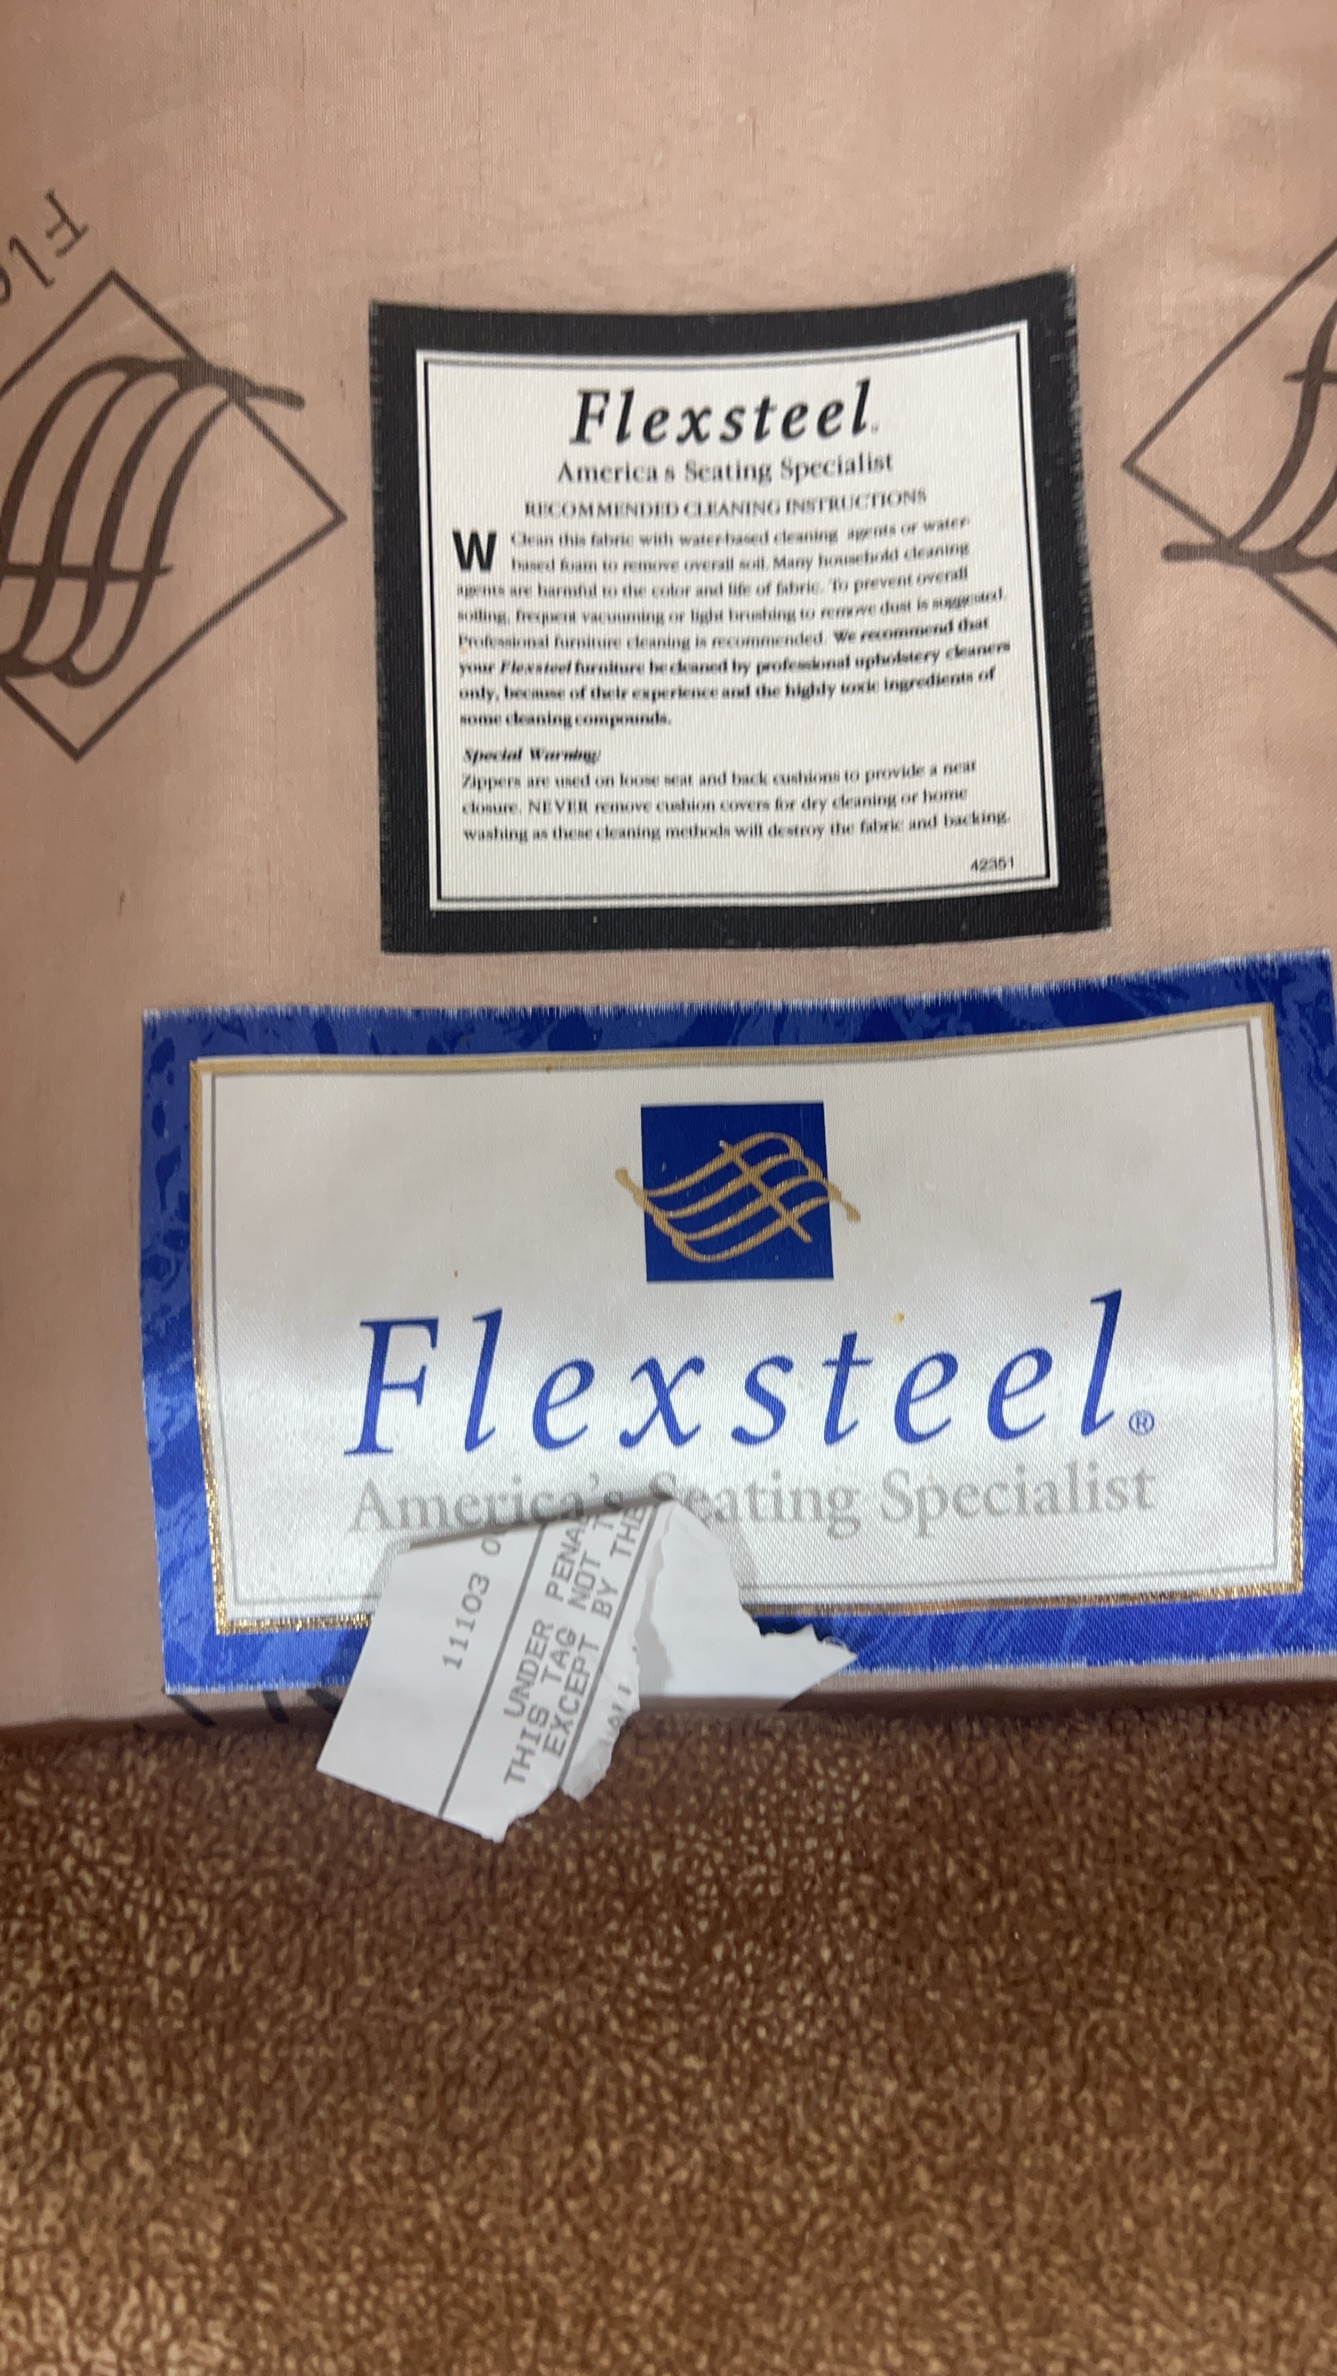 Fle
Flexsteel
America s Seating Specialist
RECOMMENDED CLEANING INSTRUCTIONS
W Clean this fabric with water-based cleaning agents or water-
based foam to remove overall soil. Many household cleaning
agents are harmful to the color and life of fabric. To prevent overall
soiling, frequent vacuuming or light brushing to remove dust is suggested.
Professional furniture cleaning is recommended. We recommend that
your Flexsteel furniture be cleaned by professional upholstery cleaners
only, because of their experience and the highly toxic ingredients of
some cleaning compounds.
Special Warning:
Zippers are used on loose seat and back cushions to provide a neat
closure. NEVER remove cushion covers for dry cleaning or home
washing as these cleaning methods will destroy the fabric and backing.
42351
Flexsteel®
America's Seating Specialist
11103 0
UNDER PENA
THIS TAG NOT T
EXCEPT BY THE